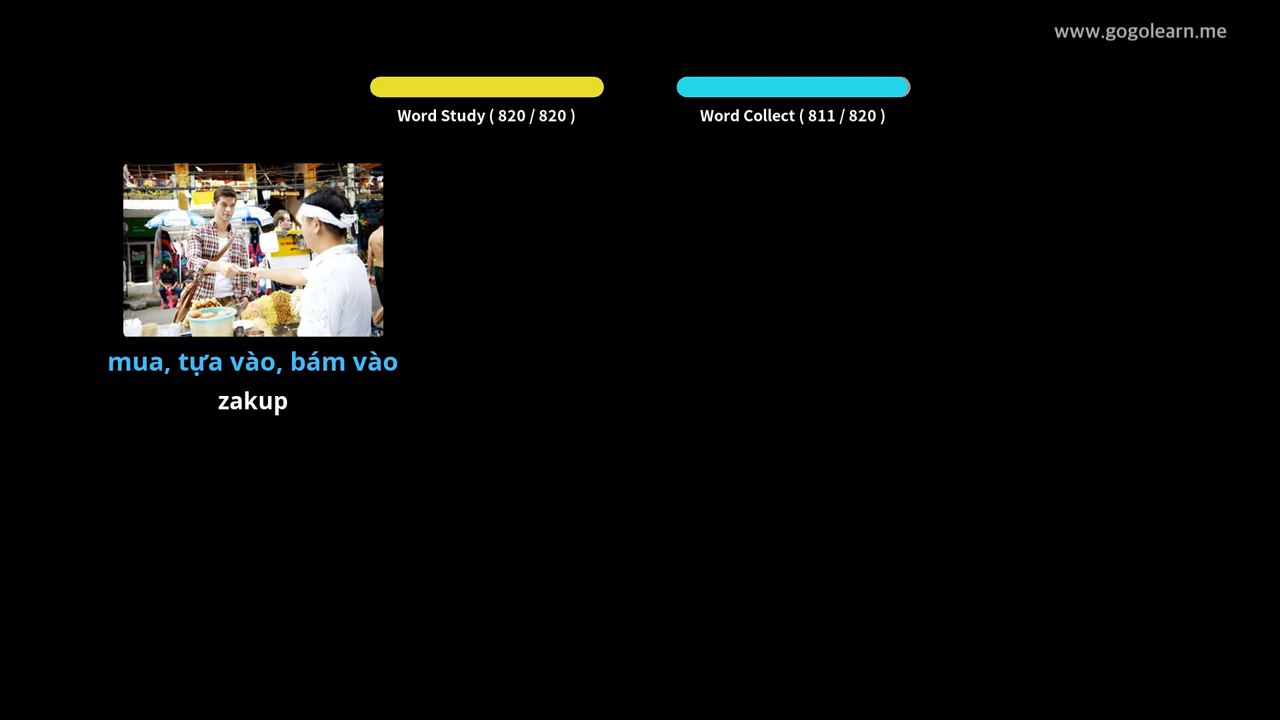 www.gogolearn.me
Word Study ( 820 / 820 )
Word Collect ( 811 / 820 )
mua, tựa vào, bám vào
zakup